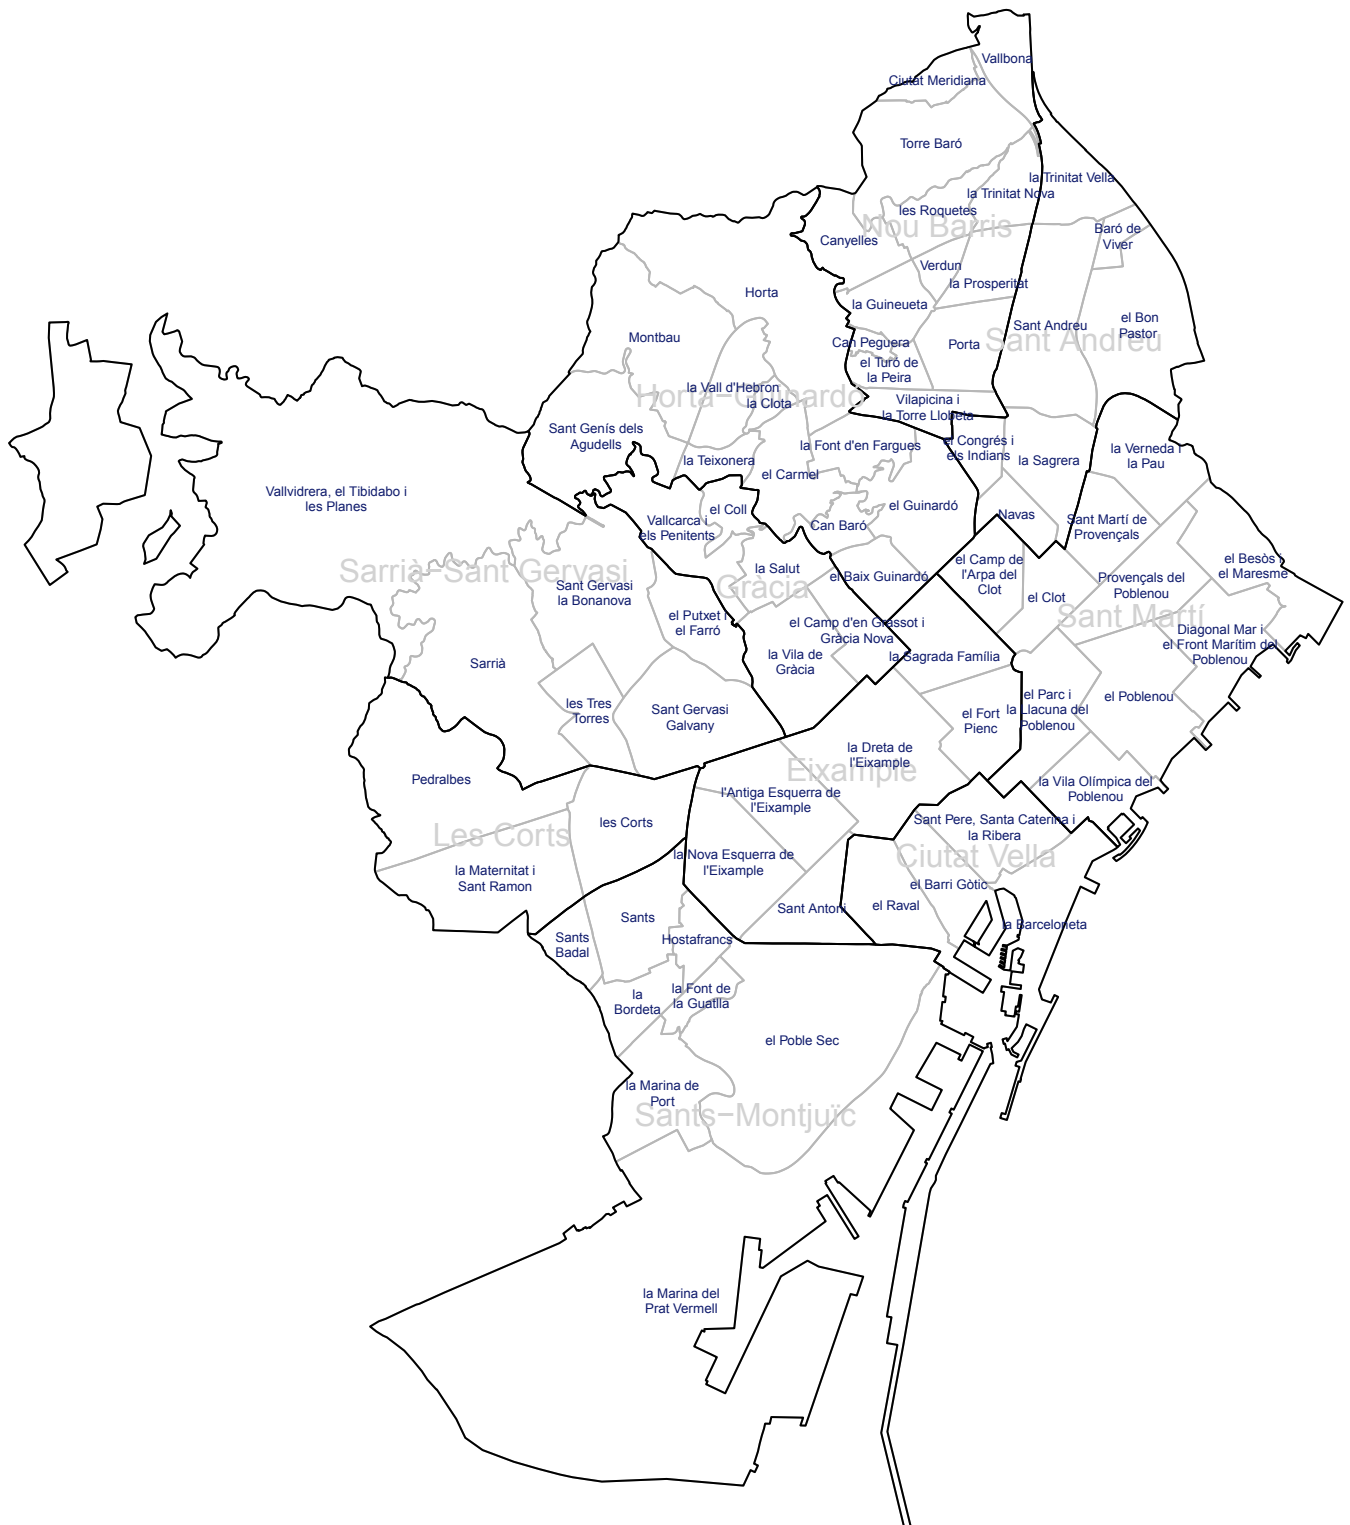 Vallbona
Ciutat Meridiana
Torre Baró
la Trinitat Vella
la Trinitat Nova
les Roquetes
Nou Barris
Canyelles
Baró de
Viver
Verdun
la Prosperitat
la Guineueta
Horta
Montbau
Can Peguera
Porta
el Turó de
la Peira
Sant Andreu
Sant Andreu
el Bon
Pastor
Horta−Guinardó
la Vall d'Hebron
la Clota
Vilapicina i
la Torre Llobeta
Sant Genís dels
Agudells
la Teixonera
el Carmel
la Font d'en Fargues
el Congrés i
els Indians
la Sagrera
la Verneda i
la Pau
Vallvidrera, el Tibidabo i
les Planes
Vallcarca i
els Penitents
el Coll
Can Baró
el Guinardó
Navas
Sant Martí de
Provençals
Sarrià−Sant Gervasi
Sant Gervasi
la Bonanova
la Salut
Gràcia
el Baix Guinardó
el Camp de
l'Arpa del
Clot
el Clot
Provençals del
Poblenou
el Besòs i
el Maresme
Sant Martí
el Putxet i
el Farró
el Camp d'en Grassot i
Gràcia Nova
la Vila de
Gràcia
la Sagrada Família
Diagonal Mar i
el Front Marítim del
Poblenou
Sarrià
les Tres
Torres
Sant Gervasi
Galvany
el Fort
Pienc
el Parc i
la Llacuna del
Poblenou
el Poblenou
la Dreta de
l'Eixample
Eixample
Pedralbes
l'Antiga Esquerra de
l'Eixample
la Vila Olímpica del
Poblenou
Les Corts
les Corts
Sant Pere, Santa Caterina i
la Ribera
Ciutat Vella
la Nova Esquerra de
l'Eixample
la Maternitat i
Sant Ramon
el Barri Gòtic
el Raval
Sant Antoni
la Barceloneta
Sants
Sants
Badal
Hostafrancs
la
Bordeta
la Font de
la Guatlla
el Poble Sec
la Marina de
Port
Sants−Montjuïc
la Marina del
Prat Vermell